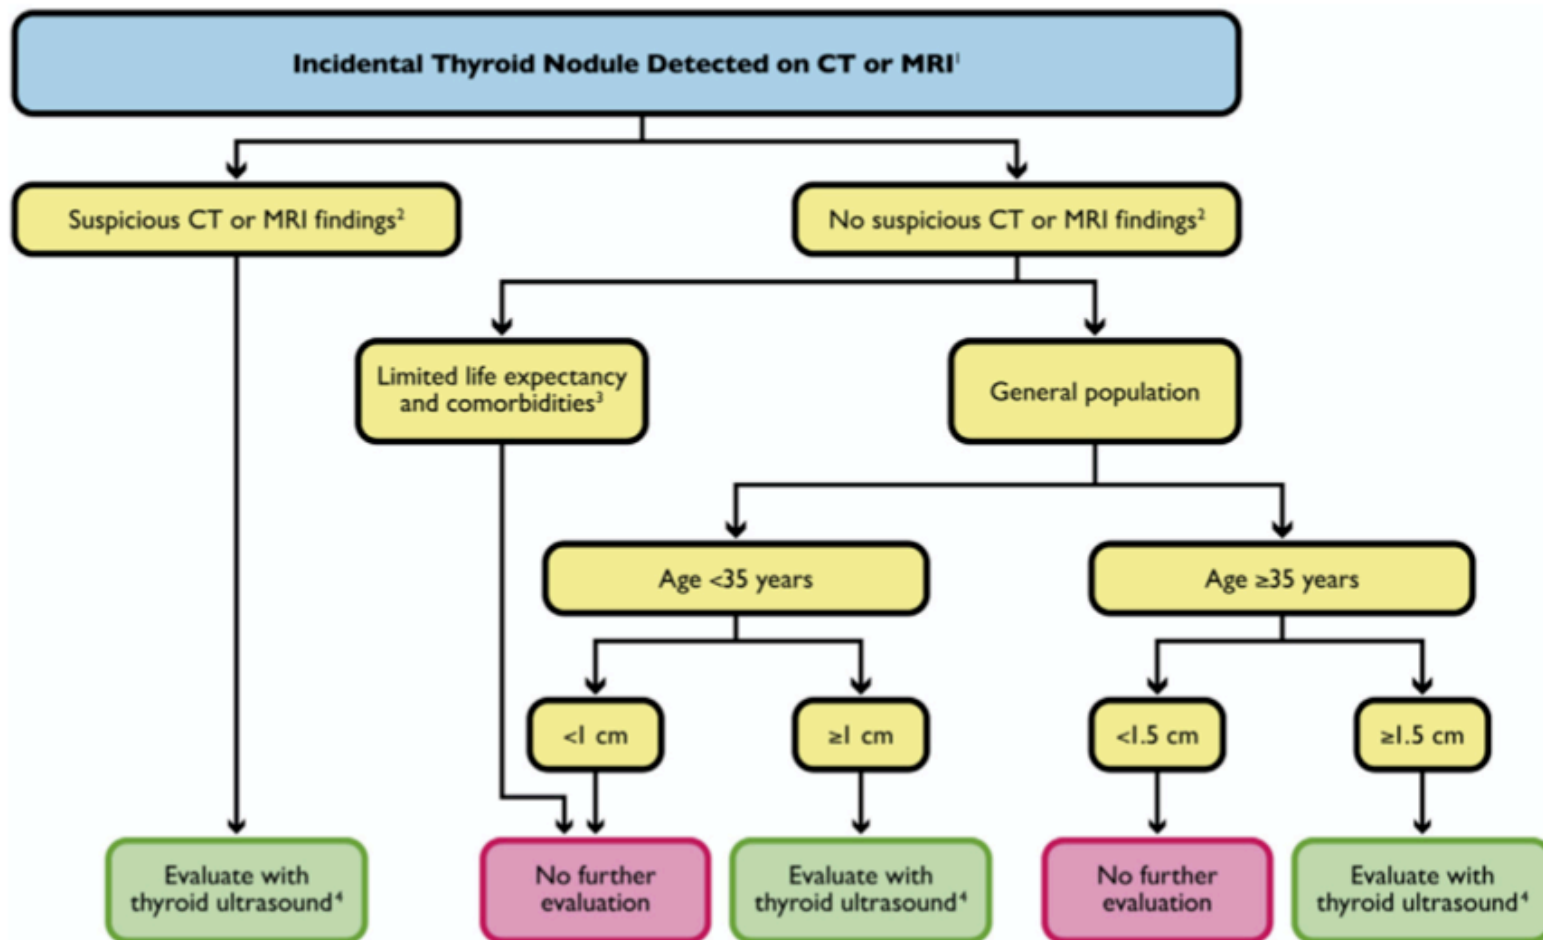 Incidental Thyroid Nodule Detected on CT or MRI¹
Suspicious CT or MRI findings²
No suspicious CT or MRI findings²
Limited life expectancy
and comorbidities³
General population
Age <35 years
Age ≥35 years
<1 cm
≥1 cm
<1.5 cm
≥1.5 cm
Evaluate with
thyroid ultrasound⁴
No further
evaluation
Evaluate with
thyroid ultrasound⁴
No further
evaluation
Evaluate with
thyroid ultrasound⁴